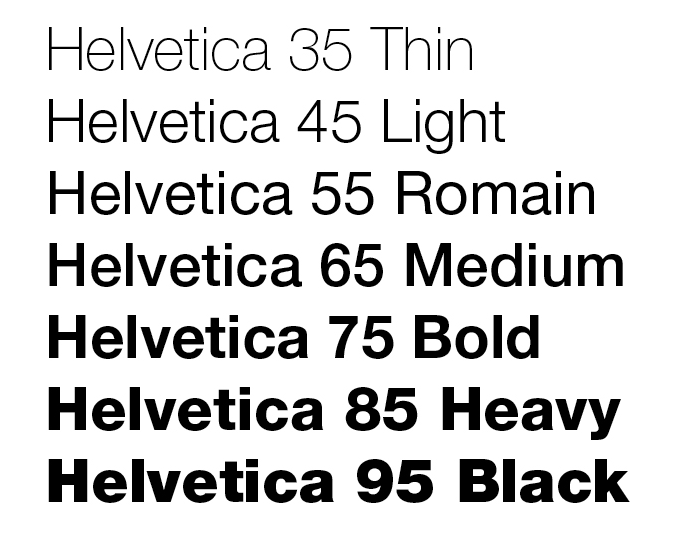 Helvetica 35 Thin
Helvetica 45 Light
Helvetica 55 Romain
Helvetica 65 Medium
Helvetica 75 Bold
Helvetica 85 Heavy
Helvetica 95 Black